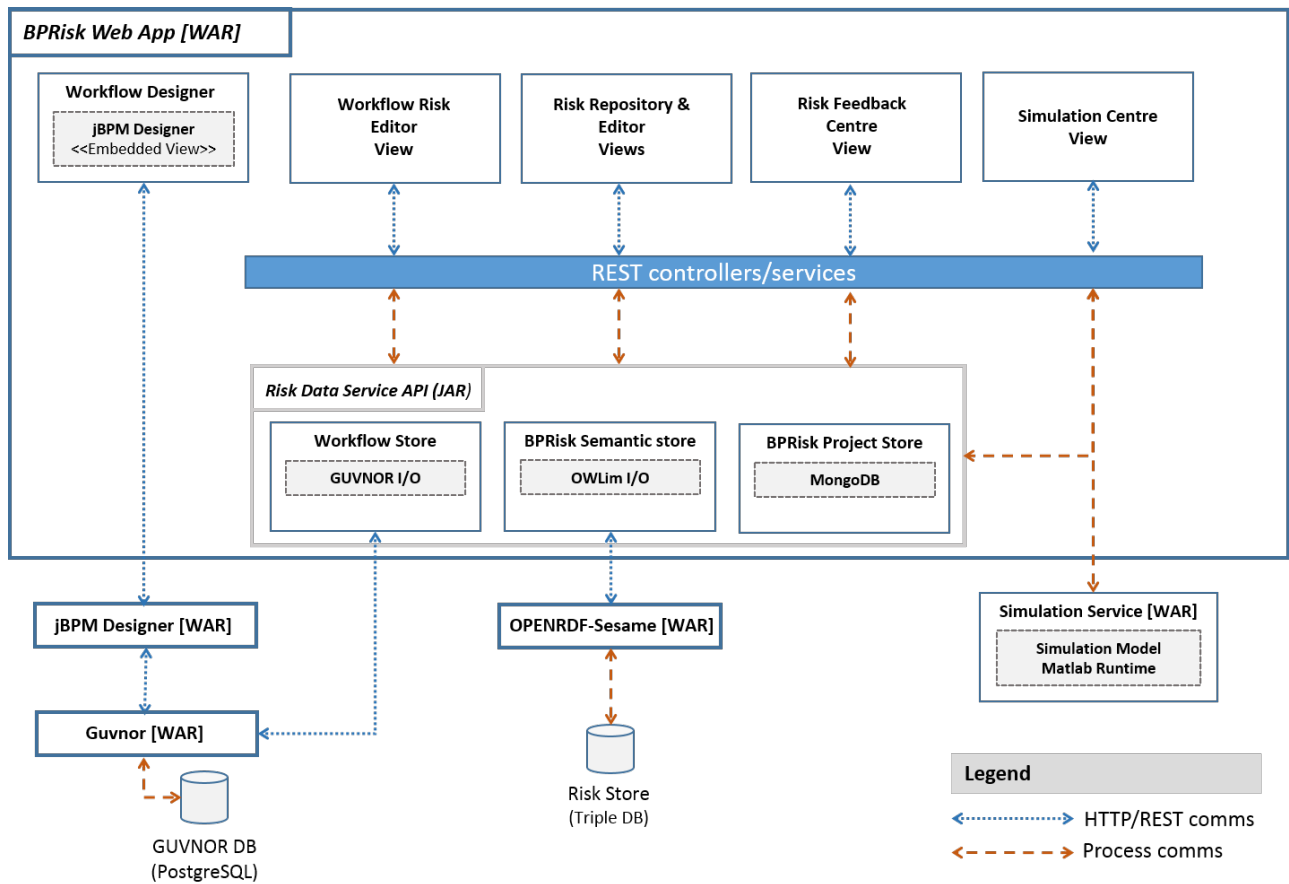 BPRisk Web App [WAR]
Workflow Designer
jBPM Designer
<<Embedded View>>
Workflow Risk
Editor
View
Risk Repository &
Editor
Views
Risk Feedback
Centre
View
Simulation Centre
View
REST controllers/services
Risk Data Service API (JAR)
Workflow Store
GUVNOR I/O
BPRisk Semantic store
OWLim I/O
BPRisk Project Store
MongoDB
jBPM Designer [WAR]
OPENRDF-Sesame [WAR]
Simulation Service [WAR]
Simulation Model
Matlab Runtime
Guvnor [WAR]
GUVNOR DB
(PostgreSQL)
Risk Store
(Triple DB)
Legend
HTTP/REST comms
Process comms